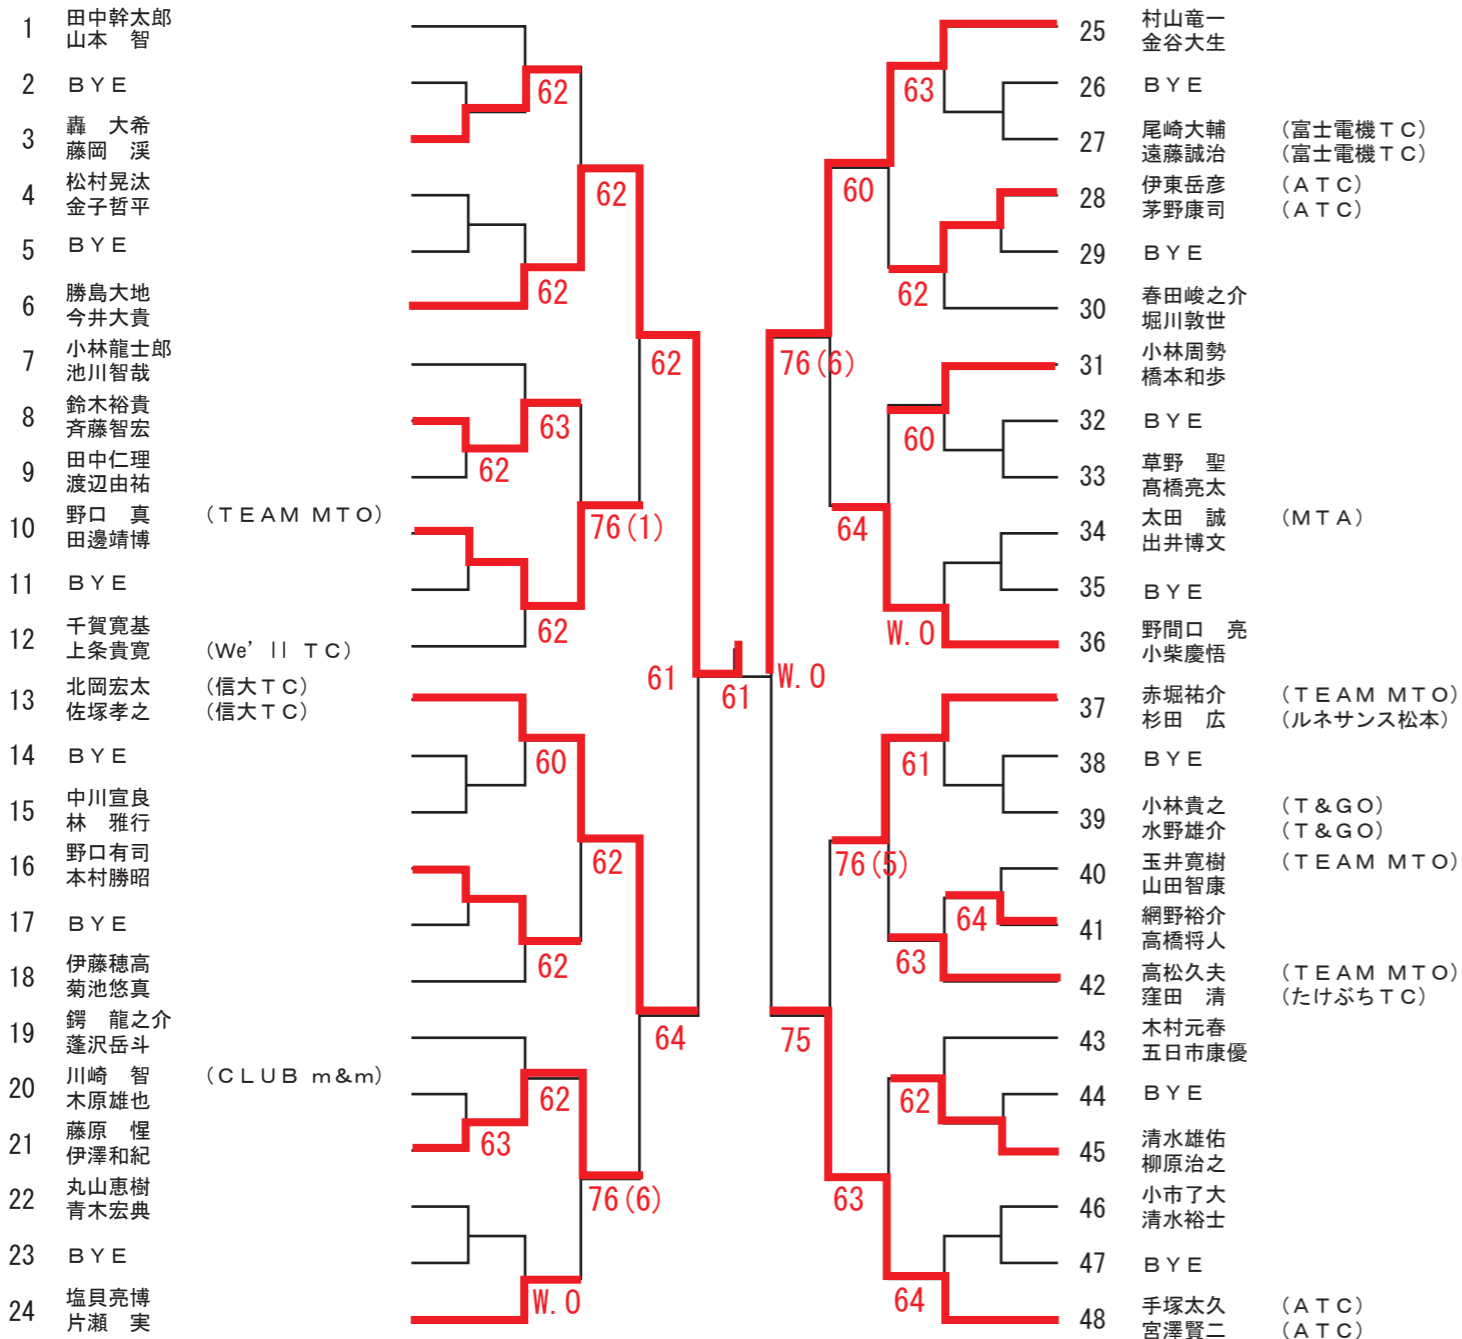 1 田中幹太郎
山本　智
2 ＢＹＥ
3 轟　大希
藤岡　渓
4 松村晃汰
金子哲平
5 ＢＹＥ
6 勝島大地
今井大貴
7 小林龍士郎
池川智哉
8 鈴木裕貴
斉藤智宏
9 田中仁理
渡辺由祐
10 野口　真 （ＴＥＡＭ ＭＴＯ）
田邊靖博
11 ＢＹＥ
12 千賀寛基
上条貴寛 （We’ll ＴＣ）
13 北岡宏太 （信大ＴＣ）
佐塚孝之 （信大ＴＣ）
14 ＢＹＥ
15 中川宣良
林　雅行
16 野口有司
本村勝昭
17 ＢＹＥ
18 伊藤穂高
菊池悠真
19 鍔　龍之介
蓬沢岳斗
20 川崎　智 （ＣＬＵＢ ｍ＆ｍ）
木原雄也
21 藤原　惺
伊澤和紀
22 丸山恵樹
青木宏典
23 ＢＹＥ
24 塩貝亮博
片瀬　実
62
62
62
62
63
62
76(1)
62
62
61
60
62
62
64
62
63
76(6)
W.O
61
W.O
63
60
62
76(6)
60
64
W.O
61
76(5)
64
63
75
62
63
64
25 村山竜一
金谷大生
26 ＢＹＥ
27 尾崎大輔 （富士電機ＴＣ）
遠藤誠治 （富士電機ＴＣ）
28 伊東岳彦 （ＡＴＣ）
茅野康司 （ＡＴＣ）
29 ＢＹＥ
30 春田峻之介
堀川敦世
31 小林周勢
橋本和歩
32 ＢＹＥ
33 草野　聖
髙橋亮太
34 太田　誠 （ＭＴＡ）
出井博文
35 ＢＹＥ
36 野間口　亮
小柴慶悟
37 赤堀祐介 （ＴＥＡＭ ＭＴＯ）
杉田　広 （ルネサンス松本）
38 ＢＹＥ
39 小林貴之 （Ｔ＆ＧＯ）
水野雄介 （Ｔ＆ＧＯ）
40 玉井寛樹 （ＴＥＡＭ ＭＴＯ）
山田智康
41 網野裕介
高橋将人
42 高松久夫 （ＴＥＡＭ ＭＴＯ）
窪田　清 （たけぶちＴＣ）
43 木村元春
五日市康優
44 ＢＹＥ
45 清水雄佑
柳原治之
46 小市了大
清水裕士
47 ＢＹＥ
48 手塚太久 （ＡＴＣ）
宮澤賢二 （ＡＴＣ）